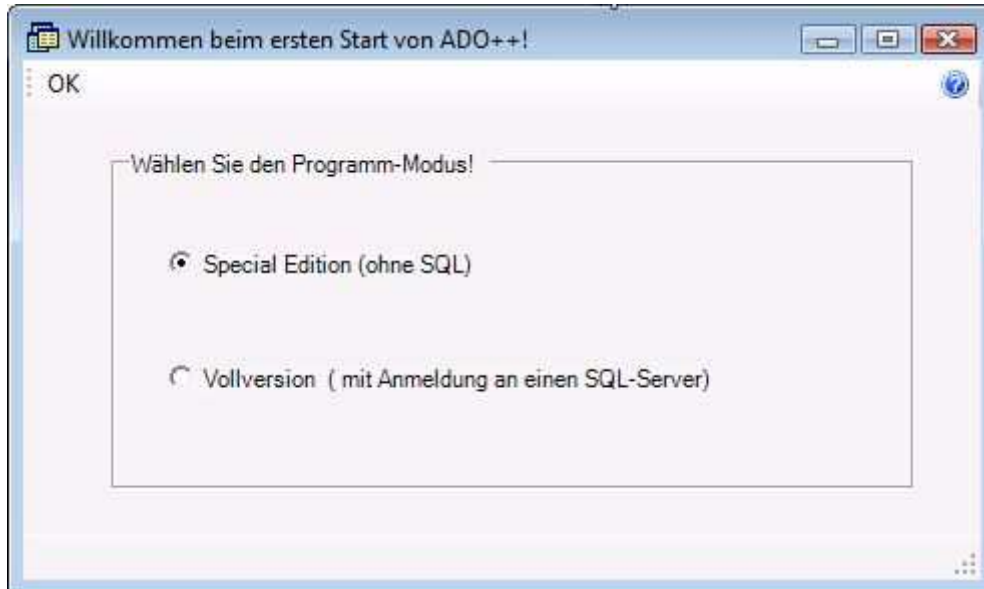 Willkommen beim ersten Start von ADO++!
OK
Wählen Sie den Programm-Modus!
Special Edition (ohne SQL)
Vollversion ( mit Anmeldung an einen SQL-Server)